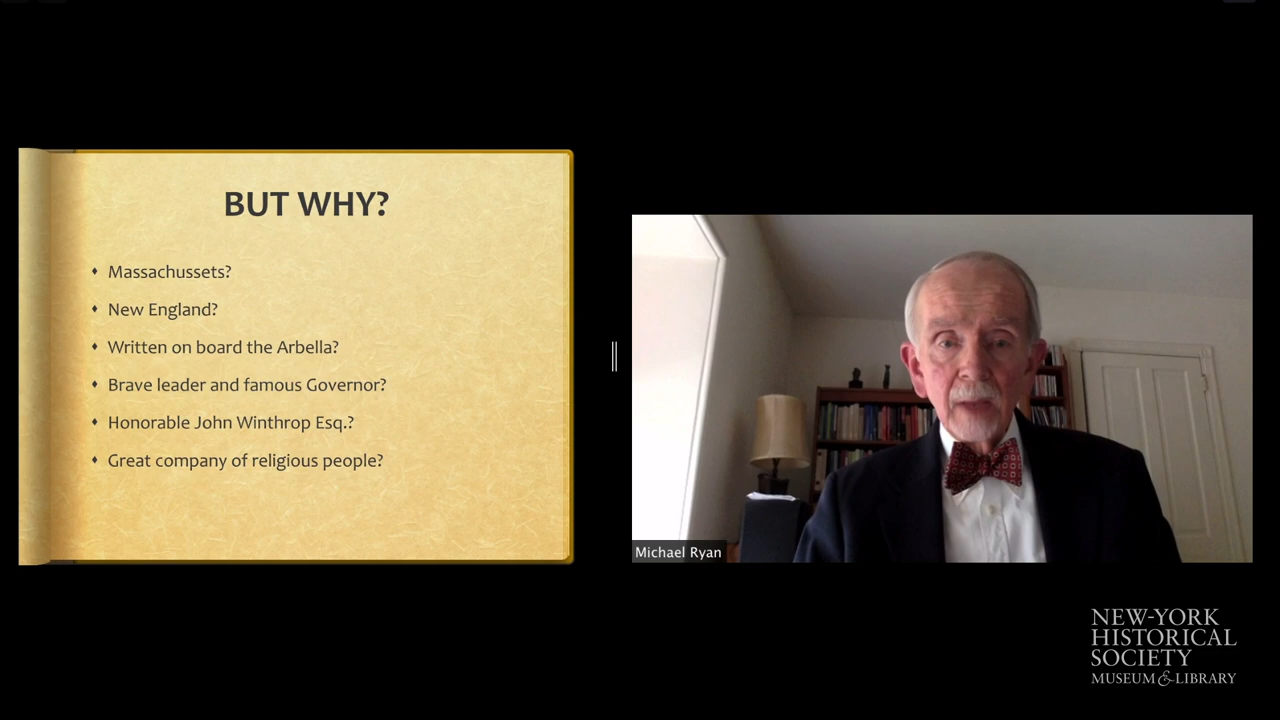 BUT WHY?
Massachussets?
New England?
Written on board the Arbella?
Brave leader and famous Governor?
Honorable John Winthrop Esq.?
Great company of religious people?
Michael Ryan
NEW-YORK
HISTORICAL
SOCIETY
MUSEUM & LIBRARY